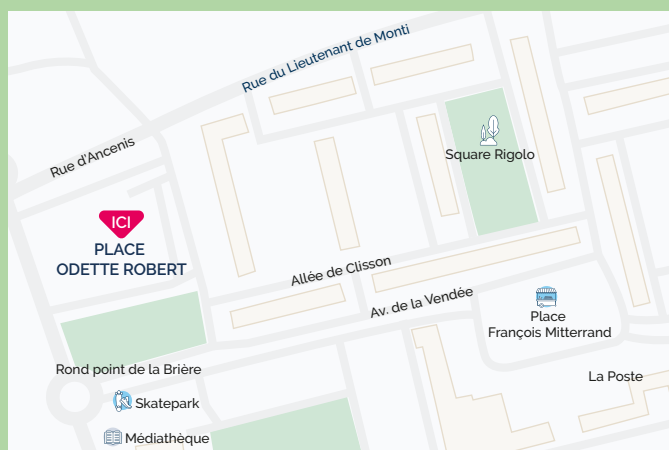 Rue du Lieutenant de Monti
Rue d'Ancenis
Square Rigolo
ICI
PLACE
ODETTE ROBERT
Allée de Clisson
Av. de la Vendée
Place
François Mitterrand
Rond point de la Brière
La Poste
Skatepark
Médiathèque